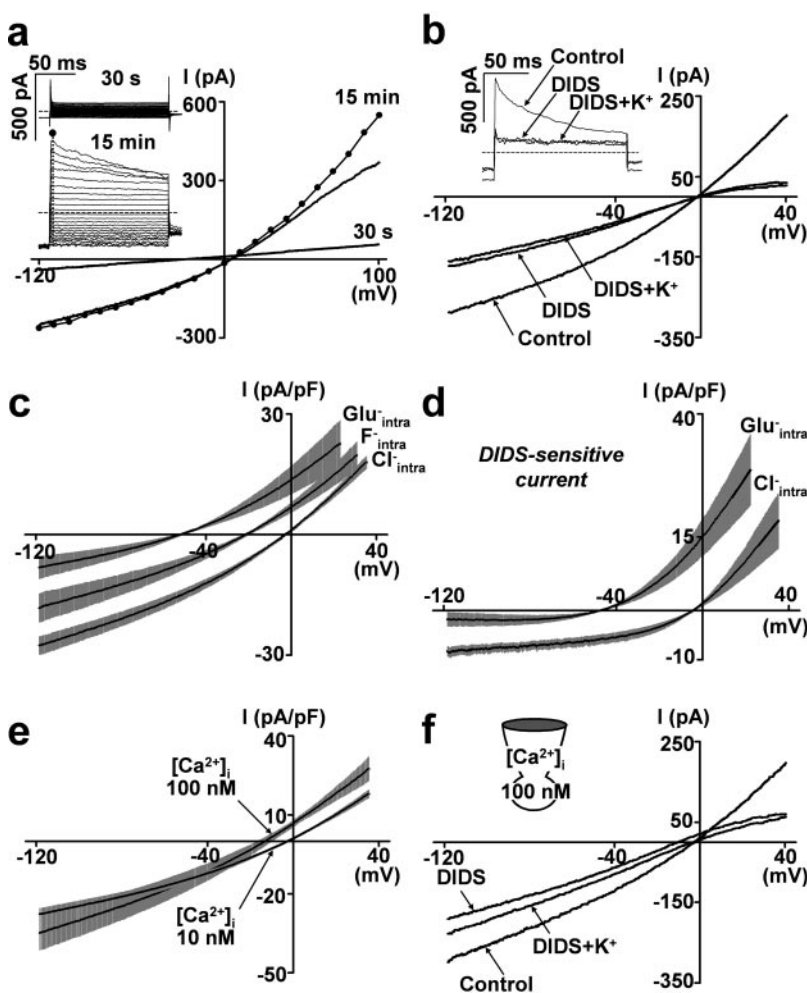 a
50 ms
500 pA
30 s
15 min
I (pA)
600
300
-300
-120
100
(mV)
15 min
30 s
b
50 ms
500 pA
Control
DIDS
DIDS+K⁺
I (pA)
250
50
-150
-350
-120
-40
40
(mV)
DIDS+K⁺
DIDS
Control
c
I (pA/pF)
30
-30
-120
-40
40
(mV)
Glu⁻intra
F⁻intra
Cl⁻intra
d
I (pA/pF)
40
15
-10
-120
-40
40
(mV)
DIDS-sensitive
current
Glu⁻intra
Cl⁻intra
e
I (pA/pF)
40
10
-20
-50
-40
40
-120
(mV)
[Ca²⁺]i
100 nM
[Ca²⁺]i
10 nM
f
[Ca²⁺]i
100 nM
I (pA)
250
50
-150
-350
-120
-40
40
(mV)
DIDS
DIDS+K⁺
Control